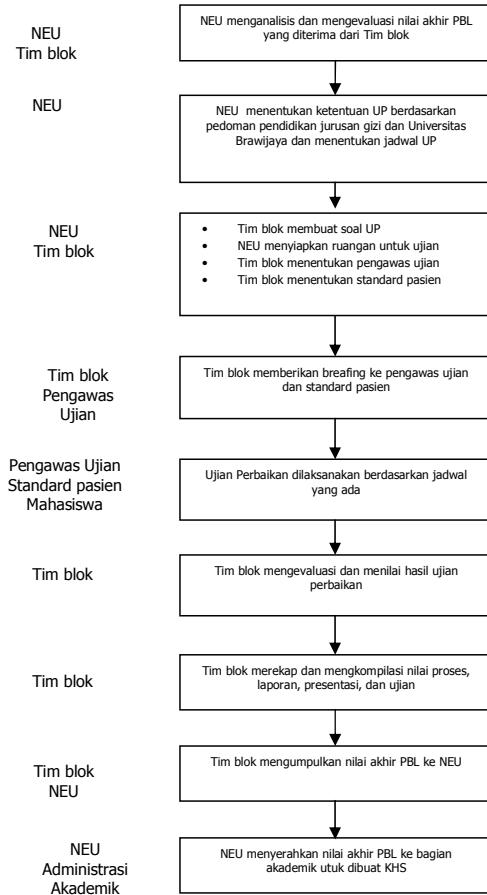 NEU
Tim blok
NEU menganalisis dan mengevaluasi nilai akhir PBL
yang diterima dari Tim blok
NEU
NEU menentukan ketentuan UP berdasarkan
pedoman pendidikan jurusan gizi dan Universitas
Brawijaya dan menentukan jadwal UP
NEU
Tim blok
• Tim blok membuat soal UP
• NEU menyiapkan ruangan untuk ujian
• Tim blok menentukan pengawas ujian
• Tim blok menentukan standard pasien
Tim blok
Pengawas
Ujian
Tim blok memberikan breafing ke pengawas ujian
dan standard pasien
Pengawas Ujian
Standard pasien
Mahasiswa
Ujian Perbaikan dilaksanakan berdasarkan jadwal
yang ada
Tim blok
Tim blok mengevaluasi dan menilai hasil ujian
perbaikan
Tim blok
Tim blok merekap dan mengkompilasi nilai proses,
laporan, presentasi, dan ujian
Tim blok
NEU
Tim blok mengumpulkan nilai akhir PBL ke NEU
NEU
Administrasi
Akademik
NEU menyerahkan nilai akhir PBL ke bagian
akademik utuk dibuat KHS